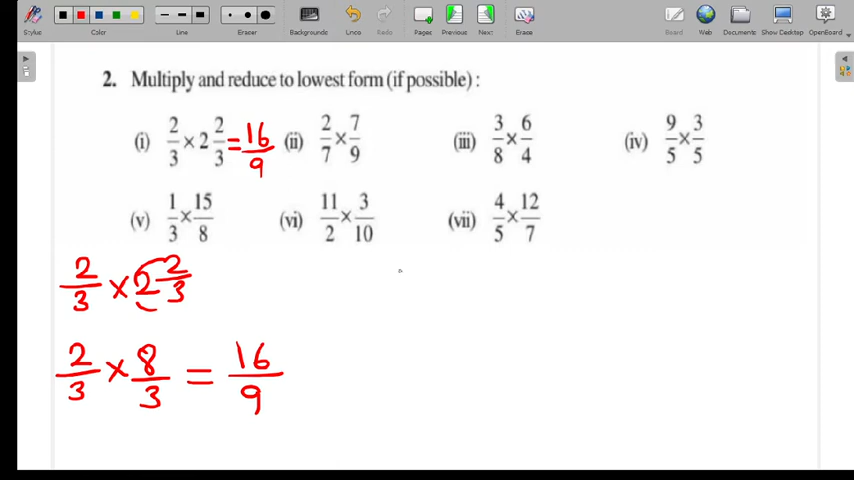 Stylus Color Line Eraser Backgrounds Undo Redo Pages Previous Next Erase Board Web Documents Show Desktop OpenBoard
2. Multiply and reduce to lowest form (if possible) :
(i) 2/3 × 2 2/3 = 16/9 (ii) 2/7 × 7/9 (iii) 3/8 × 6/4 (iv) 9/5 × 3/5
(v) 1/3 × 15/8 (vi) 11/2 × 3/10 (vii) 4/5 × 12/7
2/3 × 2 2/3
2/3 × 8/3 = 16/9